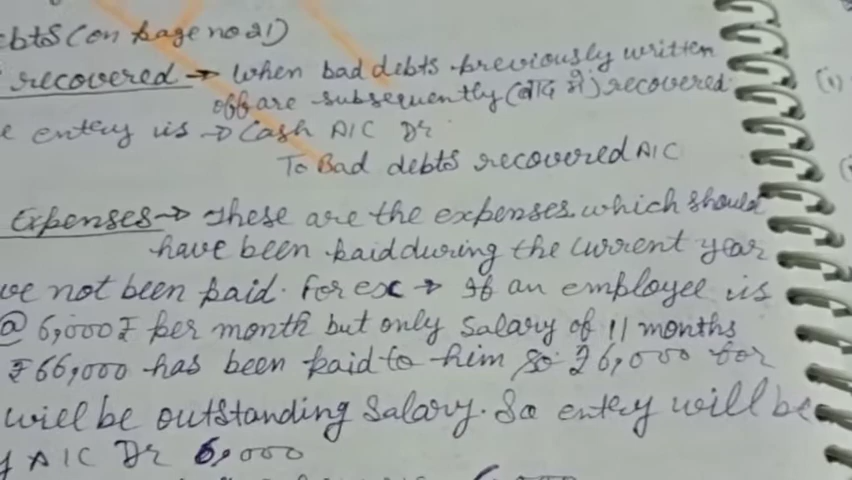 ebts (on page no 21)
recovered → when bad debts previously written
off are subsequently (बाद में) recovered.
e entry is → Cash A/C Dr
To Bad debts recovered A/C
Expenses → These are the expenses which should
have been paid during the current year
ve not been paid. For ex → If an employee is
@ 6,000 ₹ per month but only salary of 11 months
₹ 66,000 has been paid to him so ₹ 6,000 for
will be outstanding salary. So entry will be
y A/C Dr 6,000
(i)